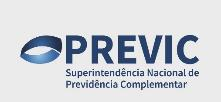 PREVIC
Superintendência Nacional de
Previdência Complementar